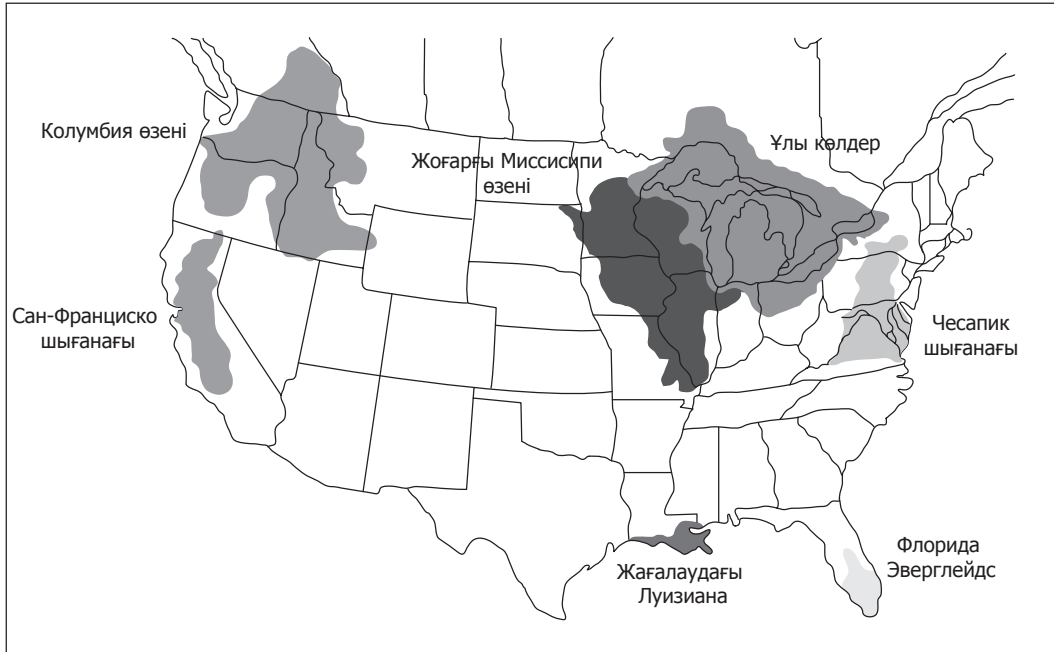 Колумбия өзені
Жоғарғы Миссисипи
өзені
Ұлы көлдер
Сан-Франциско
шығанағы
Чесапик
шығанағы
Флорида
Эверглейдс
Жағалаудағы
Луизиана